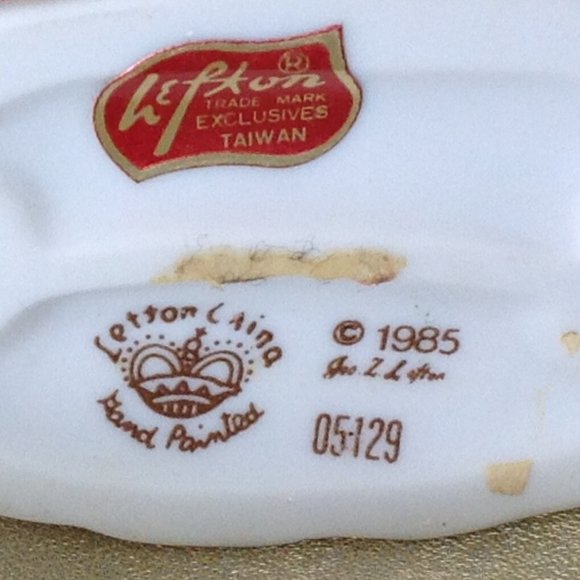 Lefton ®
TRADE MARK
EXCLUSIVES
TAIWAN
Lefton China
Hand Painted
© 1985
Geo. Z. Lefton
05129